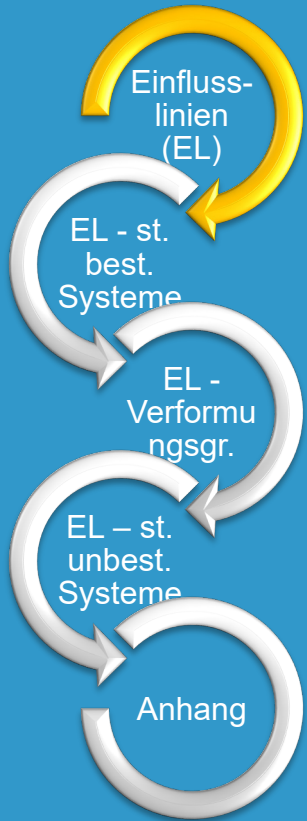 Einfluss-
linien
(EL)
EL - st.
best.
Systeme
EL -
Verformu
ngsgr.
EL – st.
unbest.
Systeme
Anhang